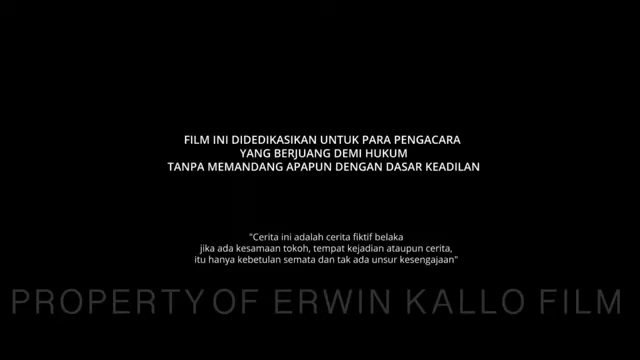 FILM INI DIDEDIKASIKAN UNTUK PARA PENGACARA
YANG BERJUANG DEMI HUKUM
TANPA MEMANDANG APAPUN DENGAN DASAR KEADILAN
"Cerita ini adalah cerita fiktif belaka
jika ada kesamaan tokoh, tempat kejadian ataupun cerita,
itu hanya kebetulan semata dan tak ada unsur kesengajaan"
PROPERTY OF ERWIN KALLO FILM